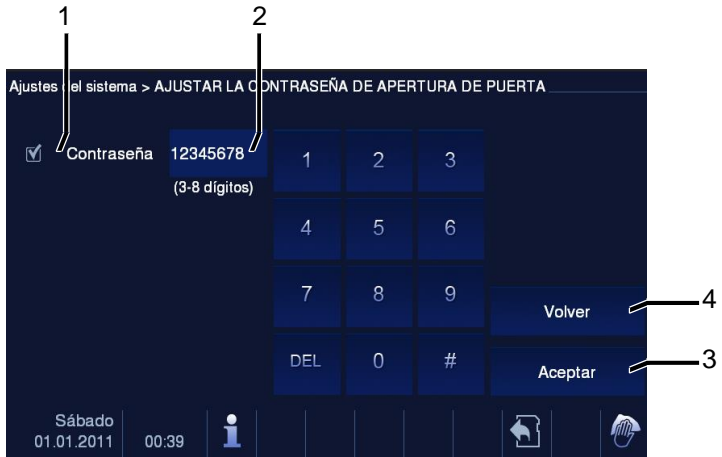 1 2
Ajustes del sistema > AJUSTAR LA CONTRASEÑA DE APERTURA DE PUERTA
Contraseña 12345678 1 2 3
(3-8 dígitos)
4 5 6
7 8 9
Volver 4
DEL 0 # Aceptar 3
Sábado
01.01.2011 00:39 i